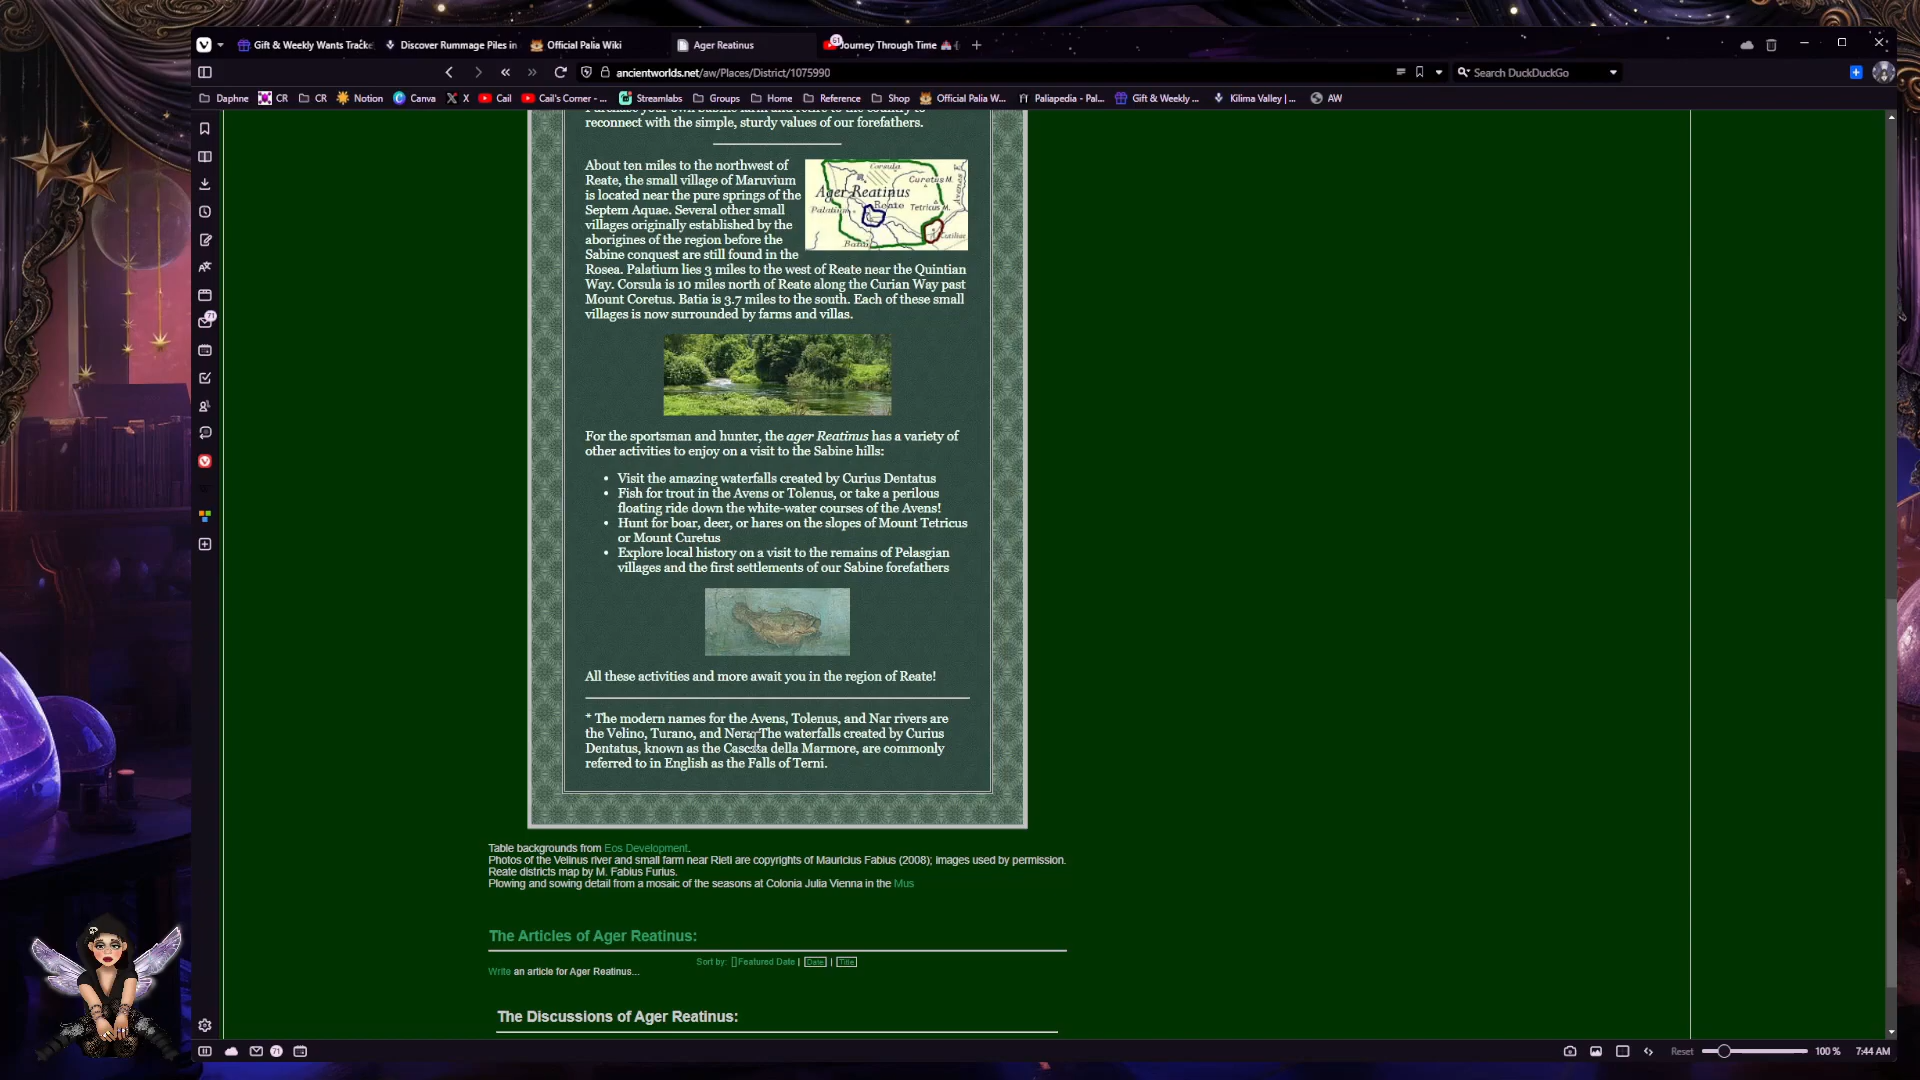 Gift & Weekly Wants Tracke
Discover Rummage Piles in
Official Palia Wiki
Ager Reatinus
61
Journey Through Time
ancientworlds.net/aw/Places/District/1075990
Search DuckDuckGo
Daphne
CR
CR
Notion
Canva
X
Cail
Cail's Corner - ...
Streamlabs
Groups
Home
Reference
Shop
Official Palia W...
Paliapedia - Pal...
Gift & Weekly ...
Kilima Valley | ...
AW
reconnect with the simple, sturdy values of our forefathers.
About ten miles to the northwest of
Reate, the small village of Maruvium
is located near the pure springs of the
Septem Aquae. Several other small
villages originally established by the
aborigines of the region before the
Sabine conquest are still found in the
Rosea. Palatium lies 3 miles to the west of Reate near the Quintian
Way. Corsula is 10 miles north of Reate along the Curian Way past
Mount Coretus. Batia is 3.7 miles to the south. Each of these small
villages is now surrounded by farms and villas.
Corsula
Curetus M.
Ager Reatinus
Reate
Tetricus M.
Palatium
Batia
For the sportsman and hunter, the ager Reatinus has a variety of
other activities to enjoy on a visit to the Sabine hills:
• Visit the amazing waterfalls created by Curius Dentatus
• Fish for trout in the Avens or Tolenus, or take a perilous
floating ride down the white-water courses of the Avens!
• Hunt for boar, deer, or hares on the slopes of Mount Tetricus
or Mount Curetus
• Explore local history on a visit to the remains of Pelasgian
villages and the first settlements of our Sabine forefathers
All these activities and more await you in the region of Reate!
* The modern names for the Avens, Tolenus, and Nar rivers are
the Velino, Turano, and Nera. The waterfalls created by Curius
Dentatus, known as the Cascata della Marmore, are commonly
referred to in English as the Falls of Terni.
Table backgrounds from Eos Development.
Photos of the Velinus river and small farm near Rieti are copyrights of Mauricius Fabius (2008); images used by permission.
Reate districts map by M. Fabius Furius.
Plowing and sowing detail from a mosaic of the seasons at Colonia Julia Vienna in the Mus
The Articles of Ager Reatinus:
Sort by: []Featured Date | Date | Title
Write an article for Ager Reatinus...
The Discussions of Ager Reatinus:
71
71
Reset
100 %
7:44 AM